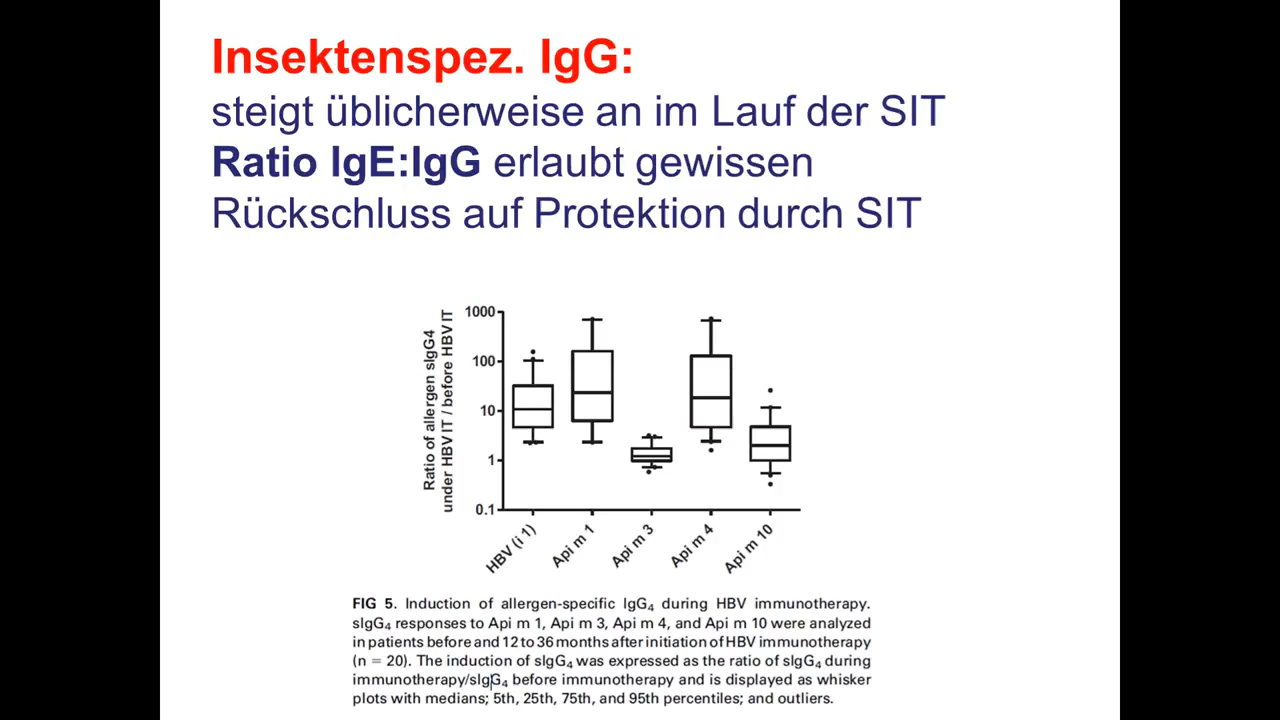 Insektenspez. IgG:
steigt üblicherweise an im Lauf der SIT
Ratio IgE:IgG erlaubt gewissen
Rückschluss auf Protektion durch SIT
Ratio of allergen sIgG4
under HBV IT / before HBV IT
1000
100
10
1
0.1
HBV (i 1)
Api m 1
Api m 3
Api m 4
Api m 10
FIG 5. Induction of allergen-specific IgG4 during HBV immunotherapy.
sIgG4 responses to Api m 1, Api m 3, Api m 4, and Api m 10 were analyzed
in patients before and 12 to 36 months after initiation of HBV immunotherapy
(n = 20). The induction of sIgG4 was expressed as the ratio of sIgG4 during
immunotherapy/sIgG4 before immunotherapy and is displayed as whisker
plots with medians; 5th, 25th, 75th, and 95th percentiles; and outliers.